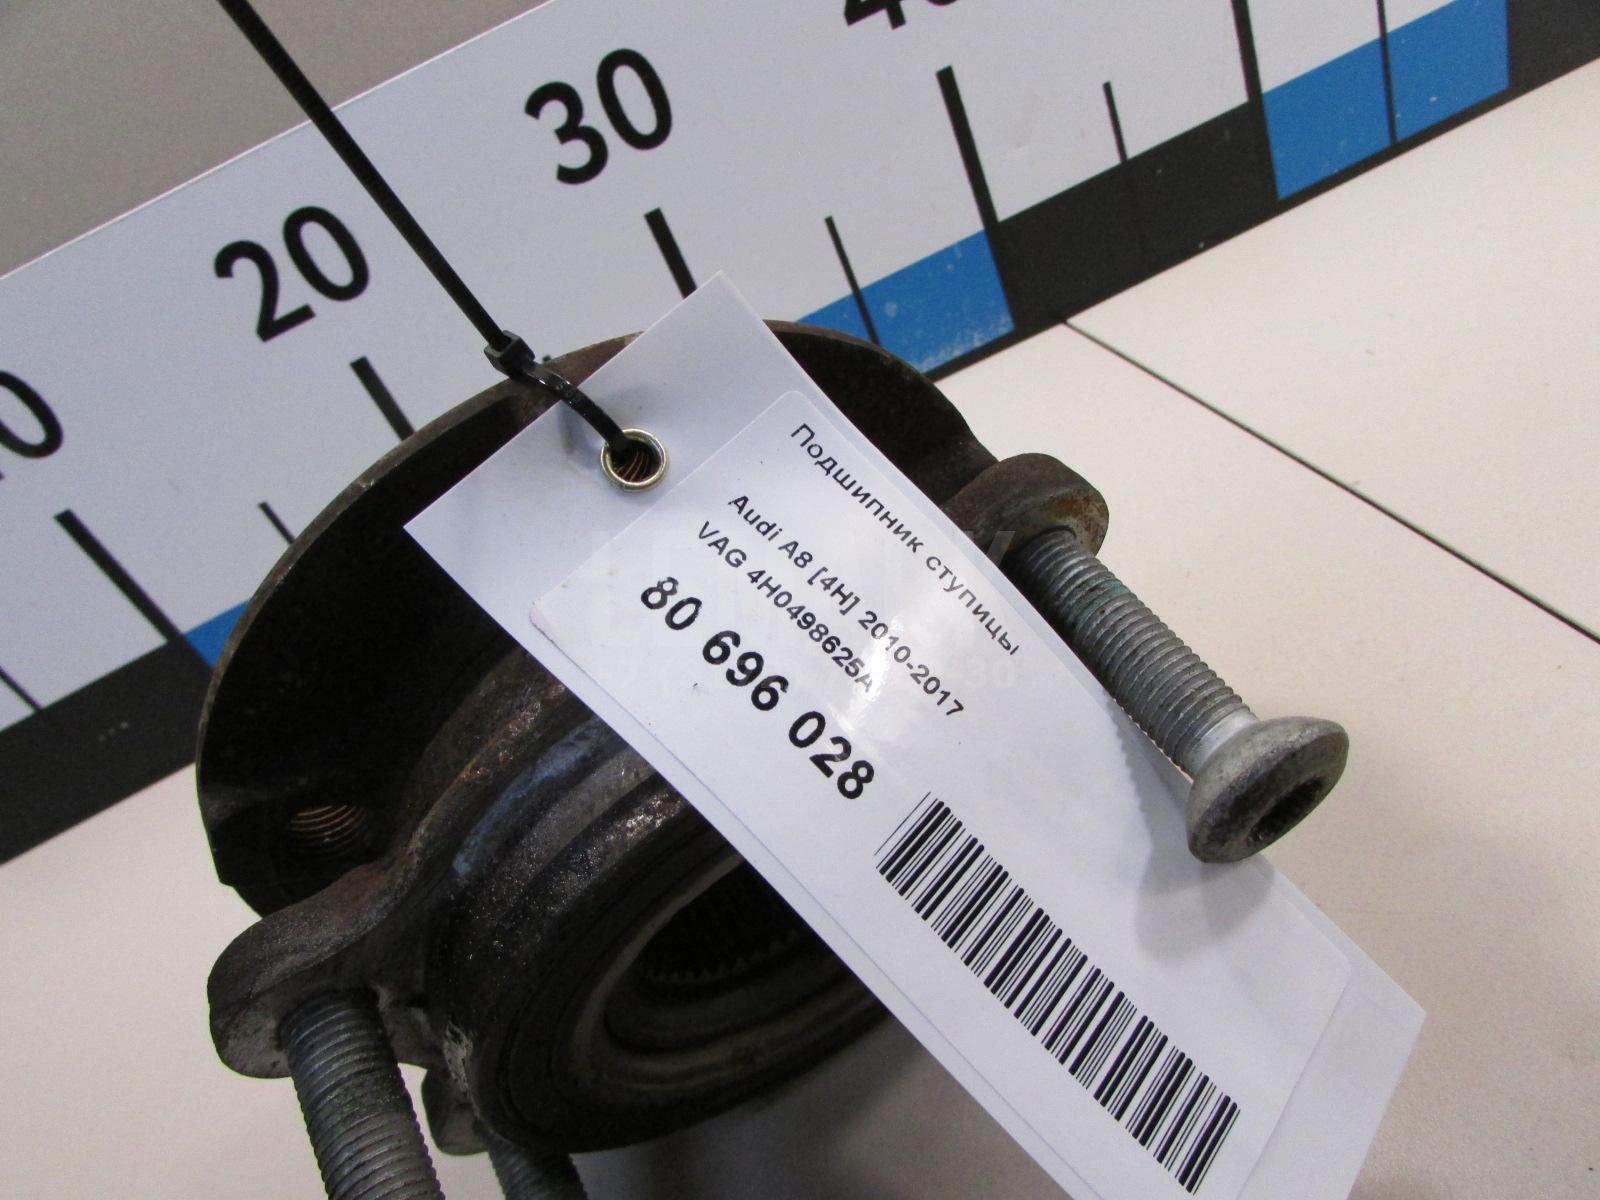 20
30
Подшипник ступицы
Audi A8 [4H] 2010-2017
VAG 4H0498625A
80 696 028